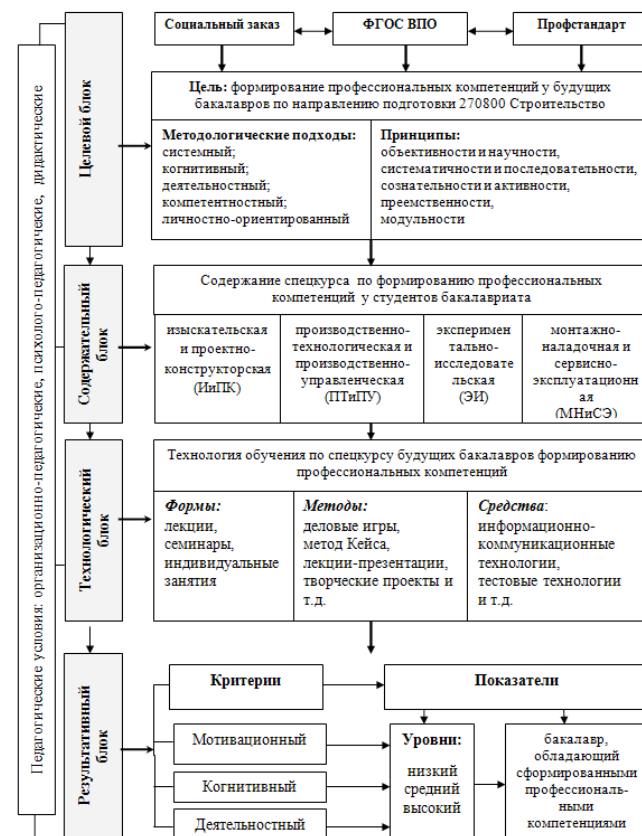 Педагогические условия: организационно-педагогичекие, психолого-педагогичекие, дидактические
Целевой блок
Социальный заказ
ФГОС ВПО
Профстандарт
Цель: формирование профессиональных компетенций у будущих
бакалавров по направлению подготовки 270800 Строительство
Методологические подходы:
системный;
когнитивный;
деятельностный;
компетентностный;
личностно-ориентированный
Принципы:
объективности и научности,
систематичности и последовательности,
сознательности и активности,
преемственности,
модульности
Содержательный
блок
Содержание спецкурса по формированию профессиональных
компетенций у студентов бакалавриата
изыскательская
и проектно-
конструкторская
(ИиПК)
производственно-
технологическая и
производственно-
управленческая
(ПТиПУ)
эксперимен
тально-
исследовате
льская
(ЭИ)
монтажно-
наладочная и
сервисно-
эксплуатационн
ая
(МНиСЭ)
Технологический
блок
Технология обучения по спецкурсу будущих бакалавров формированию
профессиональных компетенций
Формы:
лекции,
семинары,
индивидуальные
занятия
Методы:
деловые игры,
метод Кейса,
лекции-презентации,
творческие проекты и
т.д.
Средства:
информационно-
коммуникационные
технологии,
тестовые технологии
и т.д.
Результативный
блок
Критерии
Показатели
Мотивационный
Когнитивный
Деятельностный
Уровни:
низкий
средний
высокий
бакалавр,
обладающий
сформированными
профессиональ-
ными
компетенциями